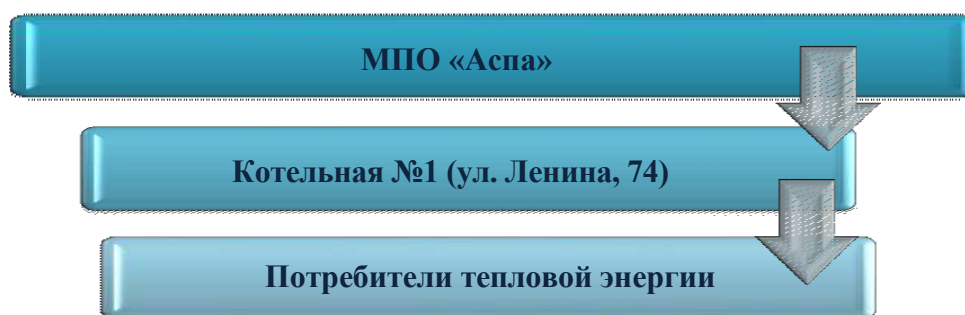 МПО «Аспа»
Котельная №1 (ул. Ленина, 74)
Потребители тепловой энергии